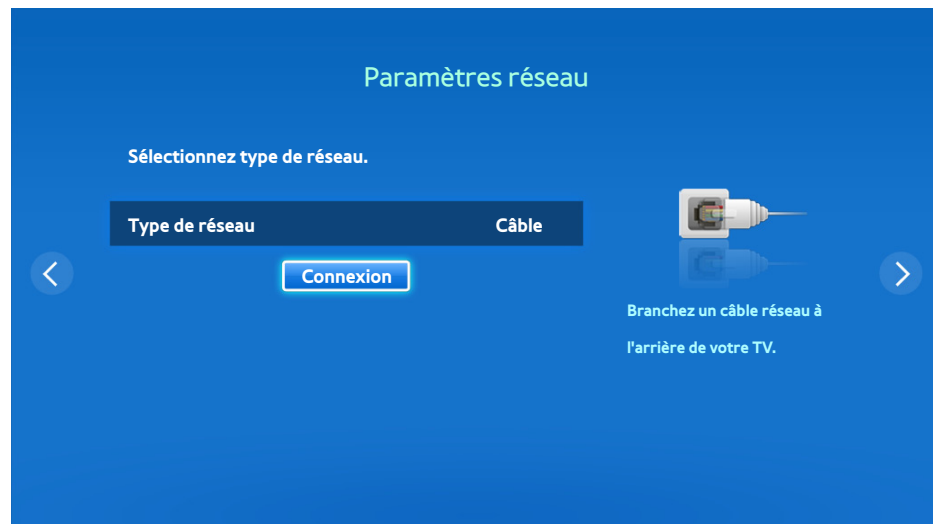 Paramètres réseau
Sélectionnez type de réseau.
Type de réseau Câble
Connexion
Branchez un câble réseau à
l'arrière de votre TV.